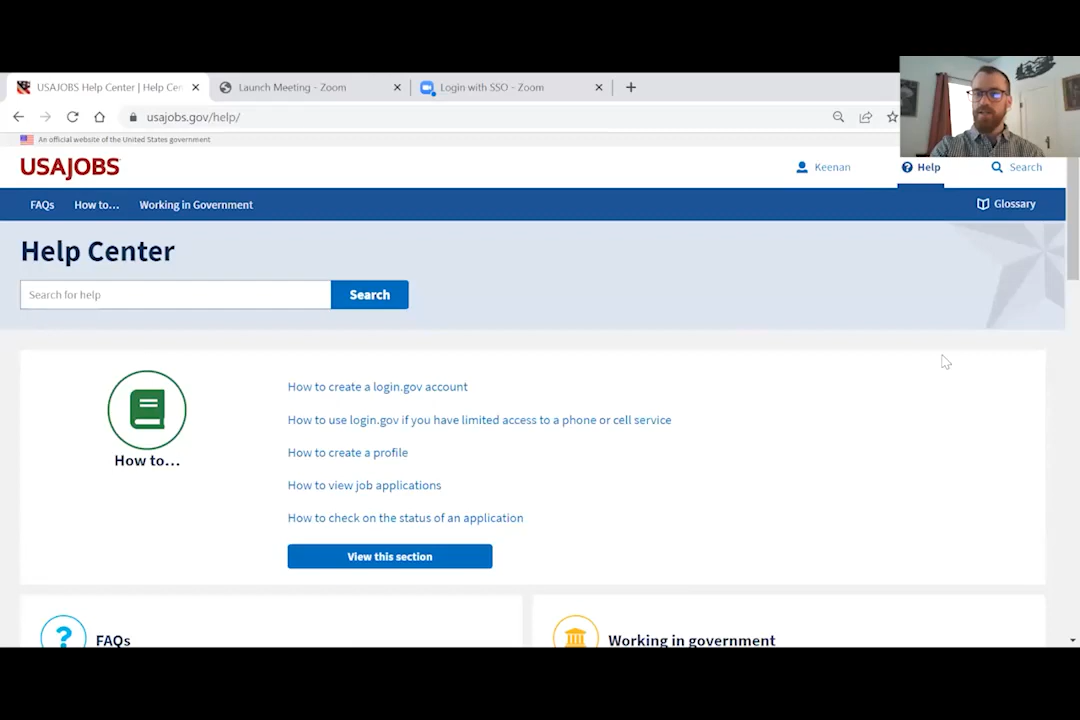 USAJOBS Help Center | Help Cen
Launch Meeting - Zoom
Login with SSO - Zoom
usajobs.gov/help/
An official website of the United States government
USAJOBS
Keenan
Help
Search
FAQs
How to...
Working in Government
Glossary
Help Center
Search for help
Search
How to create a login.gov account
How to use login.gov if you have limited access to a phone or cell service
How to create a profile
How to view job applications
How to check on the status of an application
How to...
View this section
?
FAQs
Working in government